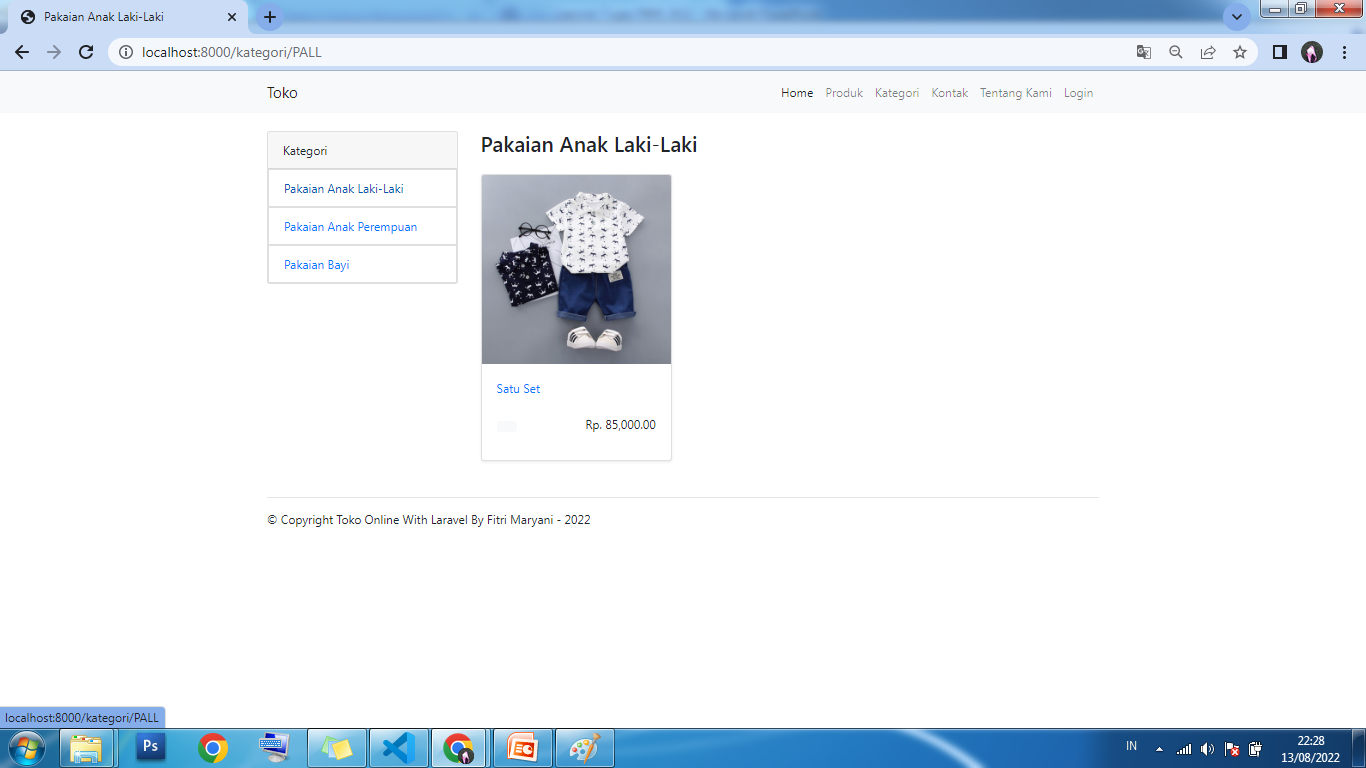 Pakaian Anak Laki-Laki
localhost:8000/kategori/PALL
Toko
Home Produk Kategori Kontak Tentang Kami Login
Kategori
Pakaian Anak Laki-Laki
Pakaian Anak Perempuan
Pakaian Bayi
Pakaian Anak Laki-Laki
Satu Set
Rp. 85,000.00
© Copyright Toko Online With Laravel By Fitri Maryani - 2022
localhost:8000/kategori/PALL
Ps
IN
22:28
13/08/2022